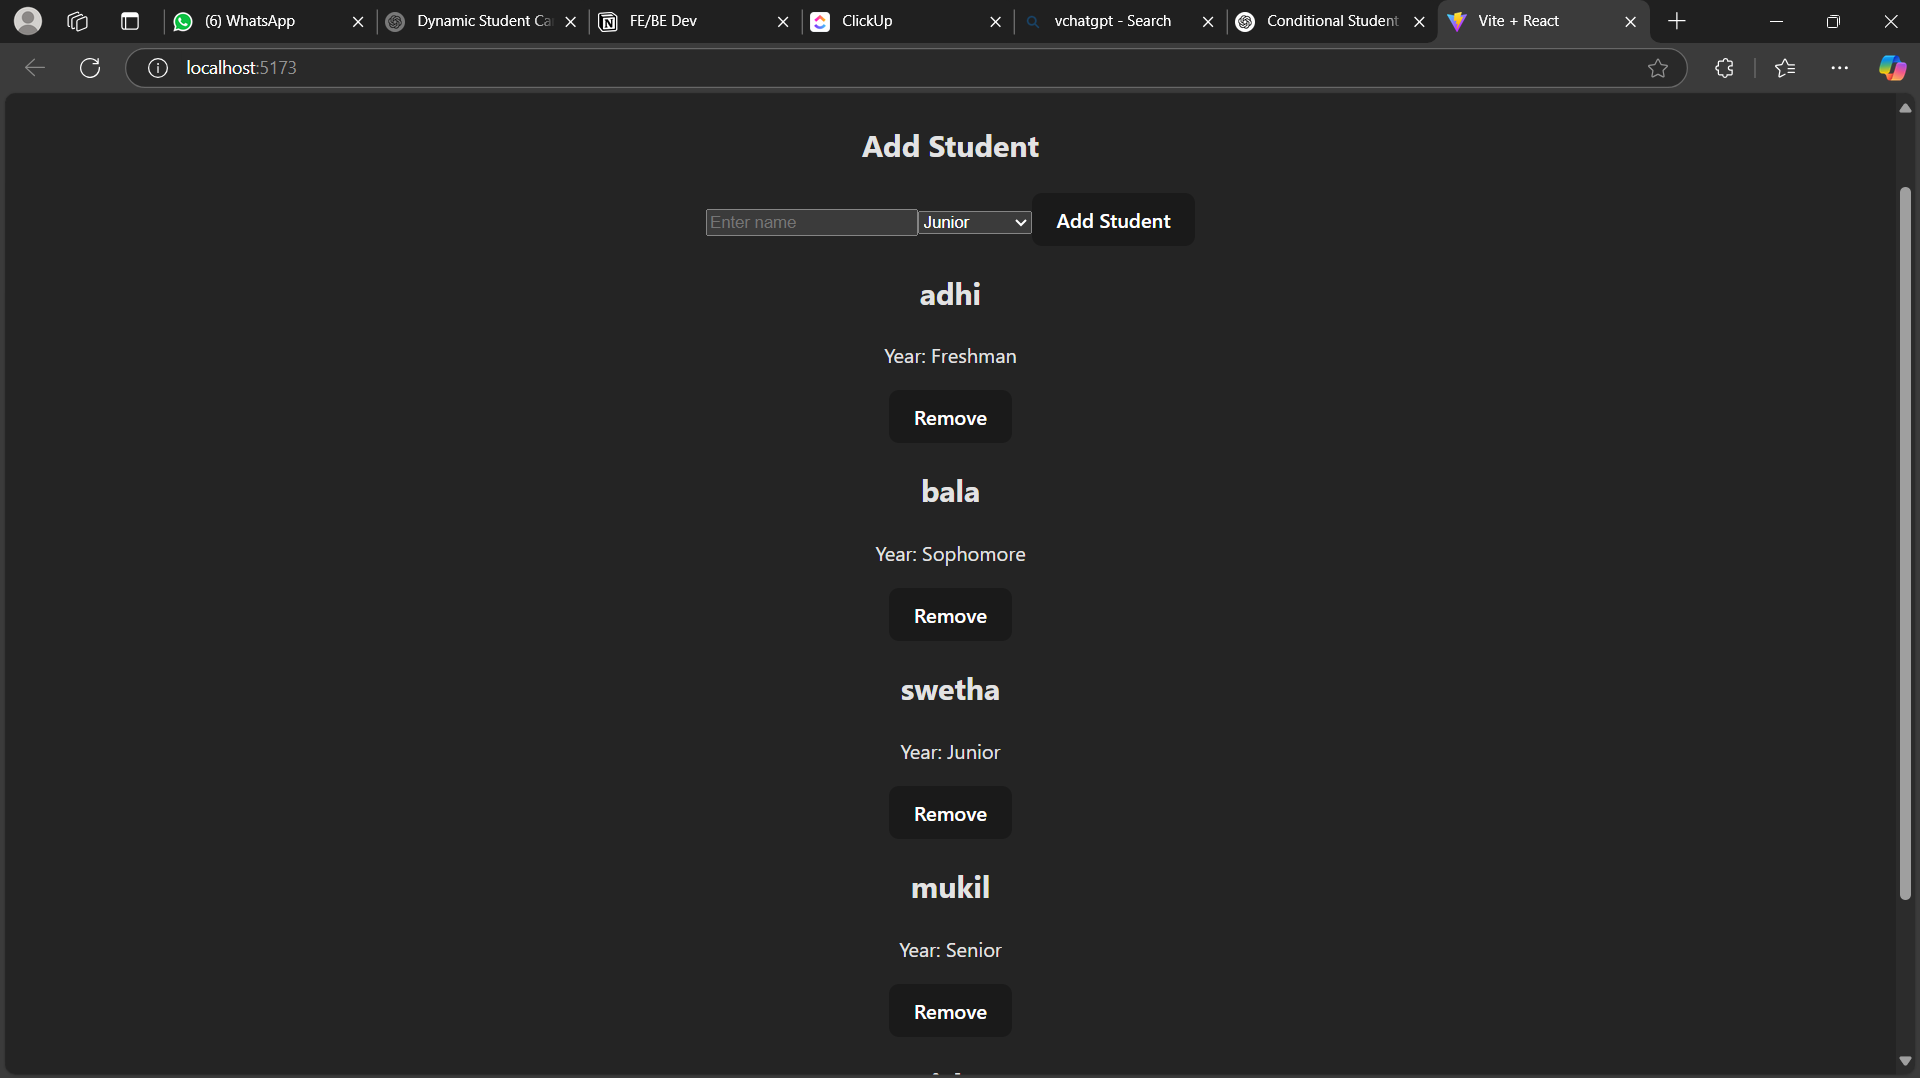 (6) WhatsApp
Dynamic Student Ca
FE/BE Dev
ClickUp
vchatgpt - Search
Conditional Student
Vite + React
localhost:5173
Add Student
Enter name
Junior
Add Student
adhi
Year: Freshman
Remove
bala
Year: Sophomore
Remove
swetha
Year: Junior
Remove
mukil
Year: Senior
Remove